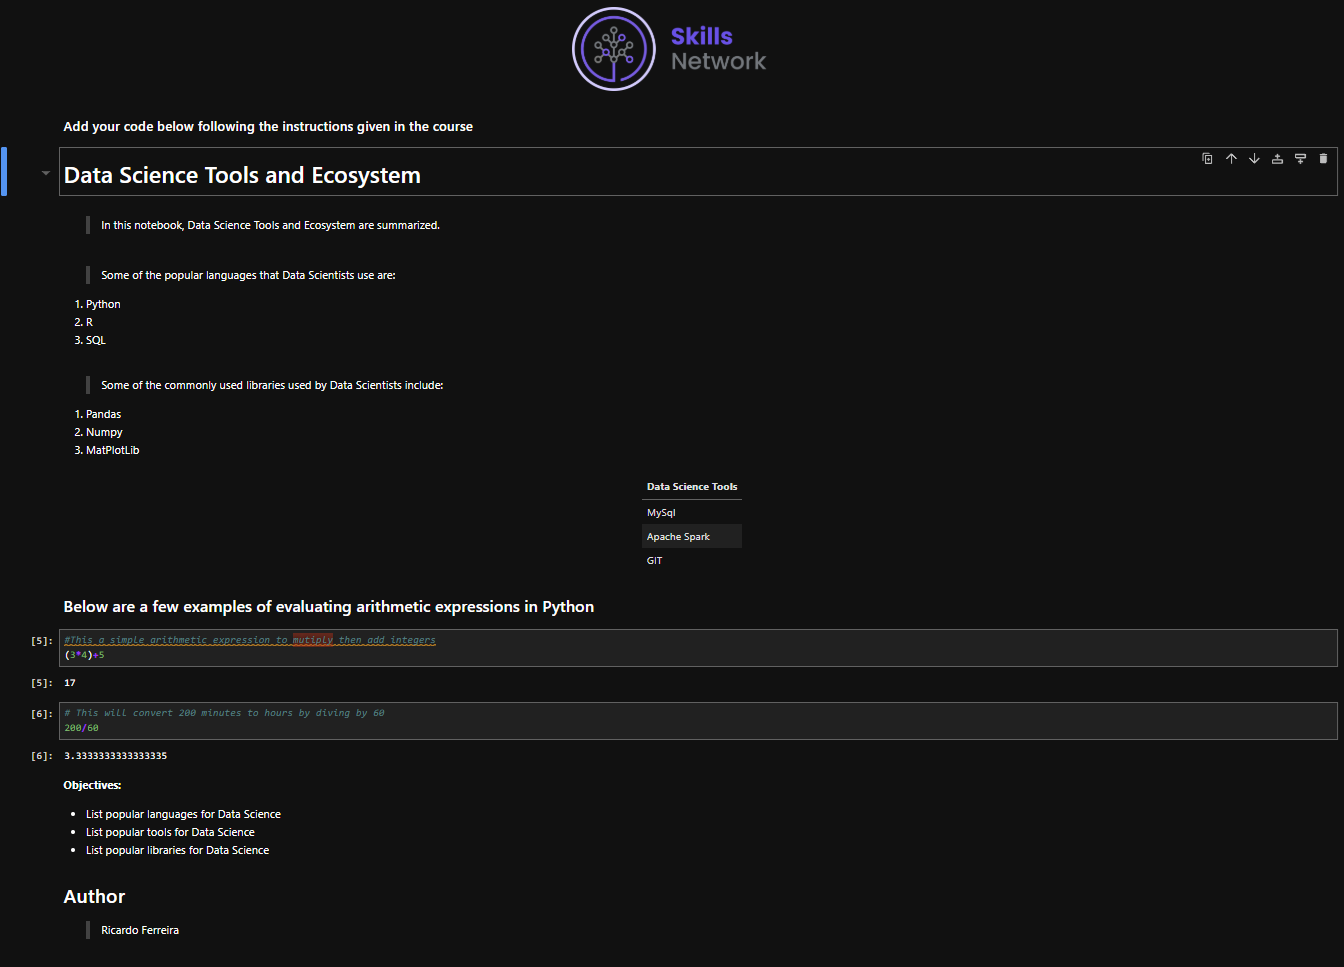 Skills
Network
Add your code below following the instructions given in the course
Data Science Tools and Ecosystem
In this notebook, Data Science Tools and Ecosystem are summarized.
Some of the popular languages that Data Scientists use are:
1. Python
2. R
3. SQL
Some of the commonly used libraries used by Data Scientists include:
1. Pandas
2. Numpy
3. MatPlotLib
Data Science Tools
MySql
Apache Spark
GIT
Below are a few examples of evaluating arithmetic expressions in Python
[5]: #This a simple arithmetic expression to mutiply then add integers
(3*4)+5
[5]: 17
[6]: # This will convert 200 minutes to hours by diving by 60
200/60
[6]: 3.3333333333333335
Objectives:
• List popular languages for Data Science
• List popular tools for Data Science
• List popular libraries for Data Science
Author
Ricardo Ferreira